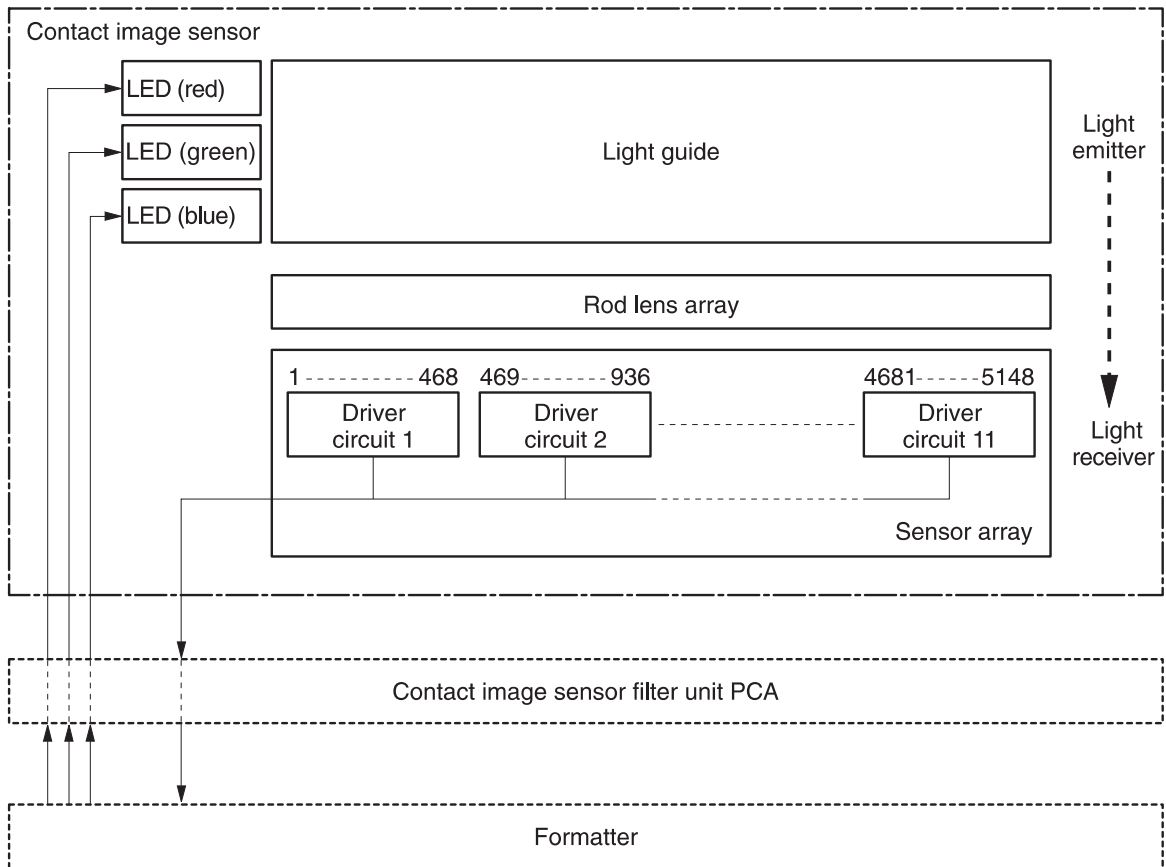 Contact image sensor
LED (red)
LED (green)
LED (blue)
Light guide
Light
emitter
Rod lens array
1 468 469 936 4681 5148
Driver
circuit 1
Driver
circuit 2
Driver
circuit 11
Light
receiver
Sensor array
Contact image sensor filter unit PCA
Formatter